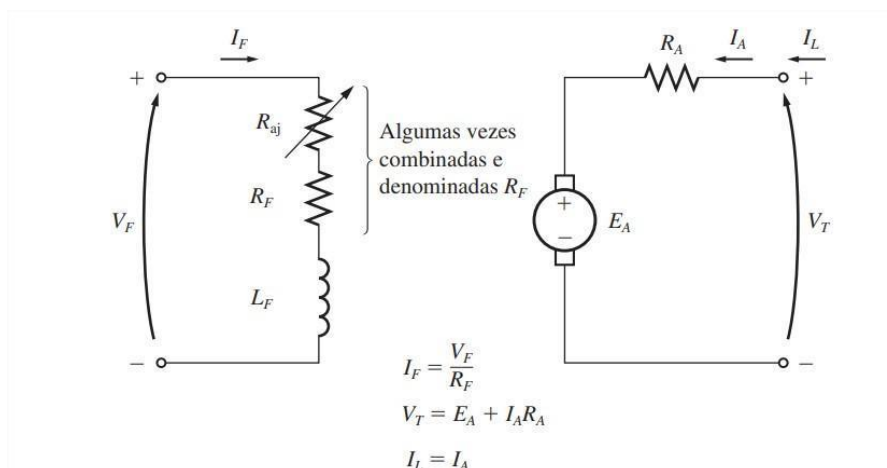 I_F
R_A
I_A
I_L
+
+
R_aj
Algumas vezes
combinadas e
denominadas R_F
R_F
V_F
+
−
E_A
V_T
L_F
−
−
I_F = V_F / R_F
V_T = E_A + I_A R_A
I_L = I_A